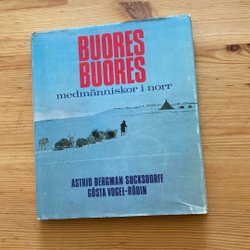 BUORES
BUORES
medmänniskor i norr
ASTRID BERGMAN SUCKSDORFF
GÖSTA VOGEL-RÖDIN